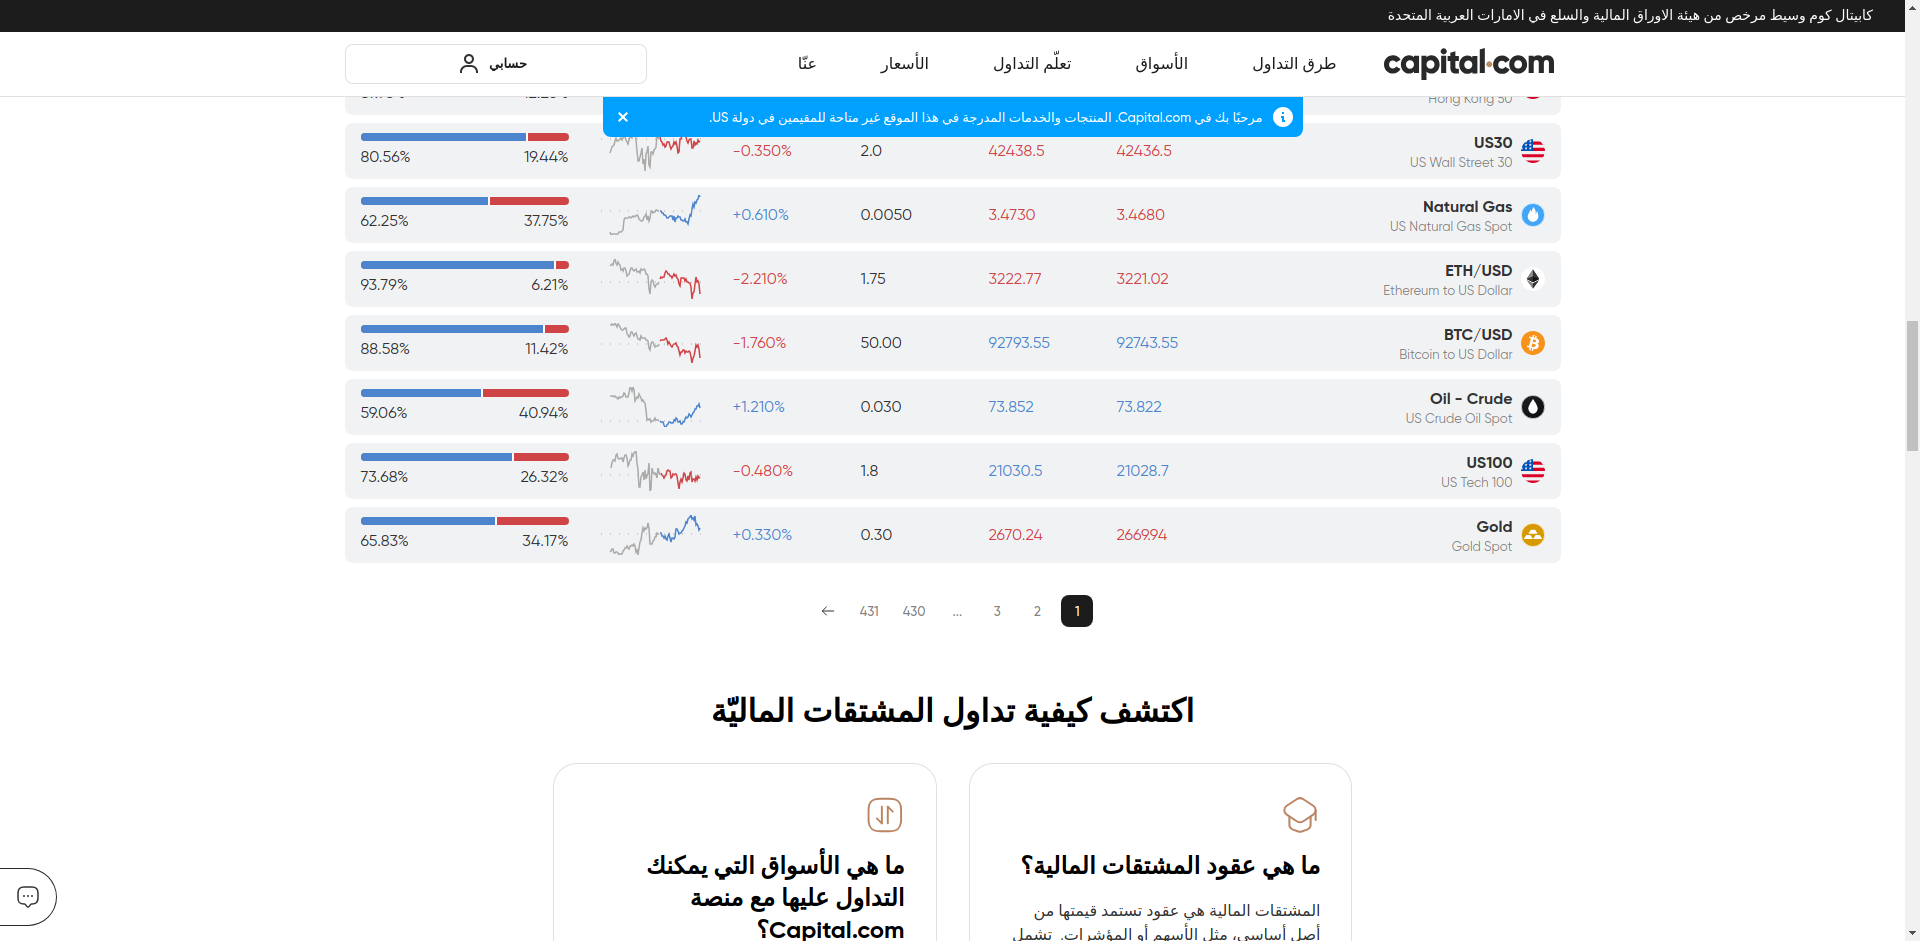 كابيتال كوم وسيط مرخص من هيئة الاوراق المالية والسلع في الامارات العربية المتحدة
capital.com
طرق التداول
الأسواق
تعلّم التداول
الأسعار
عنّا
حسابي
مرحبًا بك في Capital.com. المنتجات والخدمات المدرجة في هذا الموقع غير متاحة للمقيمين في دولة US.
Hong Kong 50
US30
US Wall Street 30
42436.5
42438.5
2.0
-0.350%
19.44%
80.56%
Natural Gas
US Natural Gas Spot
3.4680
3.4730
0.0050
+0.610%
37.75%
62.25%
ETH/USD
Ethereum to US Dollar
3221.02
3222.77
1.75
-2.210%
6.21%
93.79%
BTC/USD
Bitcoin to US Dollar
92743.55
92793.55
50.00
-1.760%
11.42%
88.58%
Oil - Crude
US Crude Oil Spot
73.822
73.852
0.030
+1.210%
40.94%
59.06%
US100
US Tech 100
21028.7
21030.5
1.8
-0.480%
26.32%
73.68%
Gold
Gold Spot
2669.94
2670.24
0.30
+0.330%
34.17%
65.83%
1
2
3
...
430
431
اكتشف كيفية تداول المشتقات الماليّة
ما هي عقود المشتقات المالية؟
المشتقات المالية هي عقود تستمد قيمتها من
أصل أساسي، مثل الأسهم أو المؤشرات. تشمل
ما هي الأسواق التي يمكنك
التداول عليها مع منصة
Capital.com؟